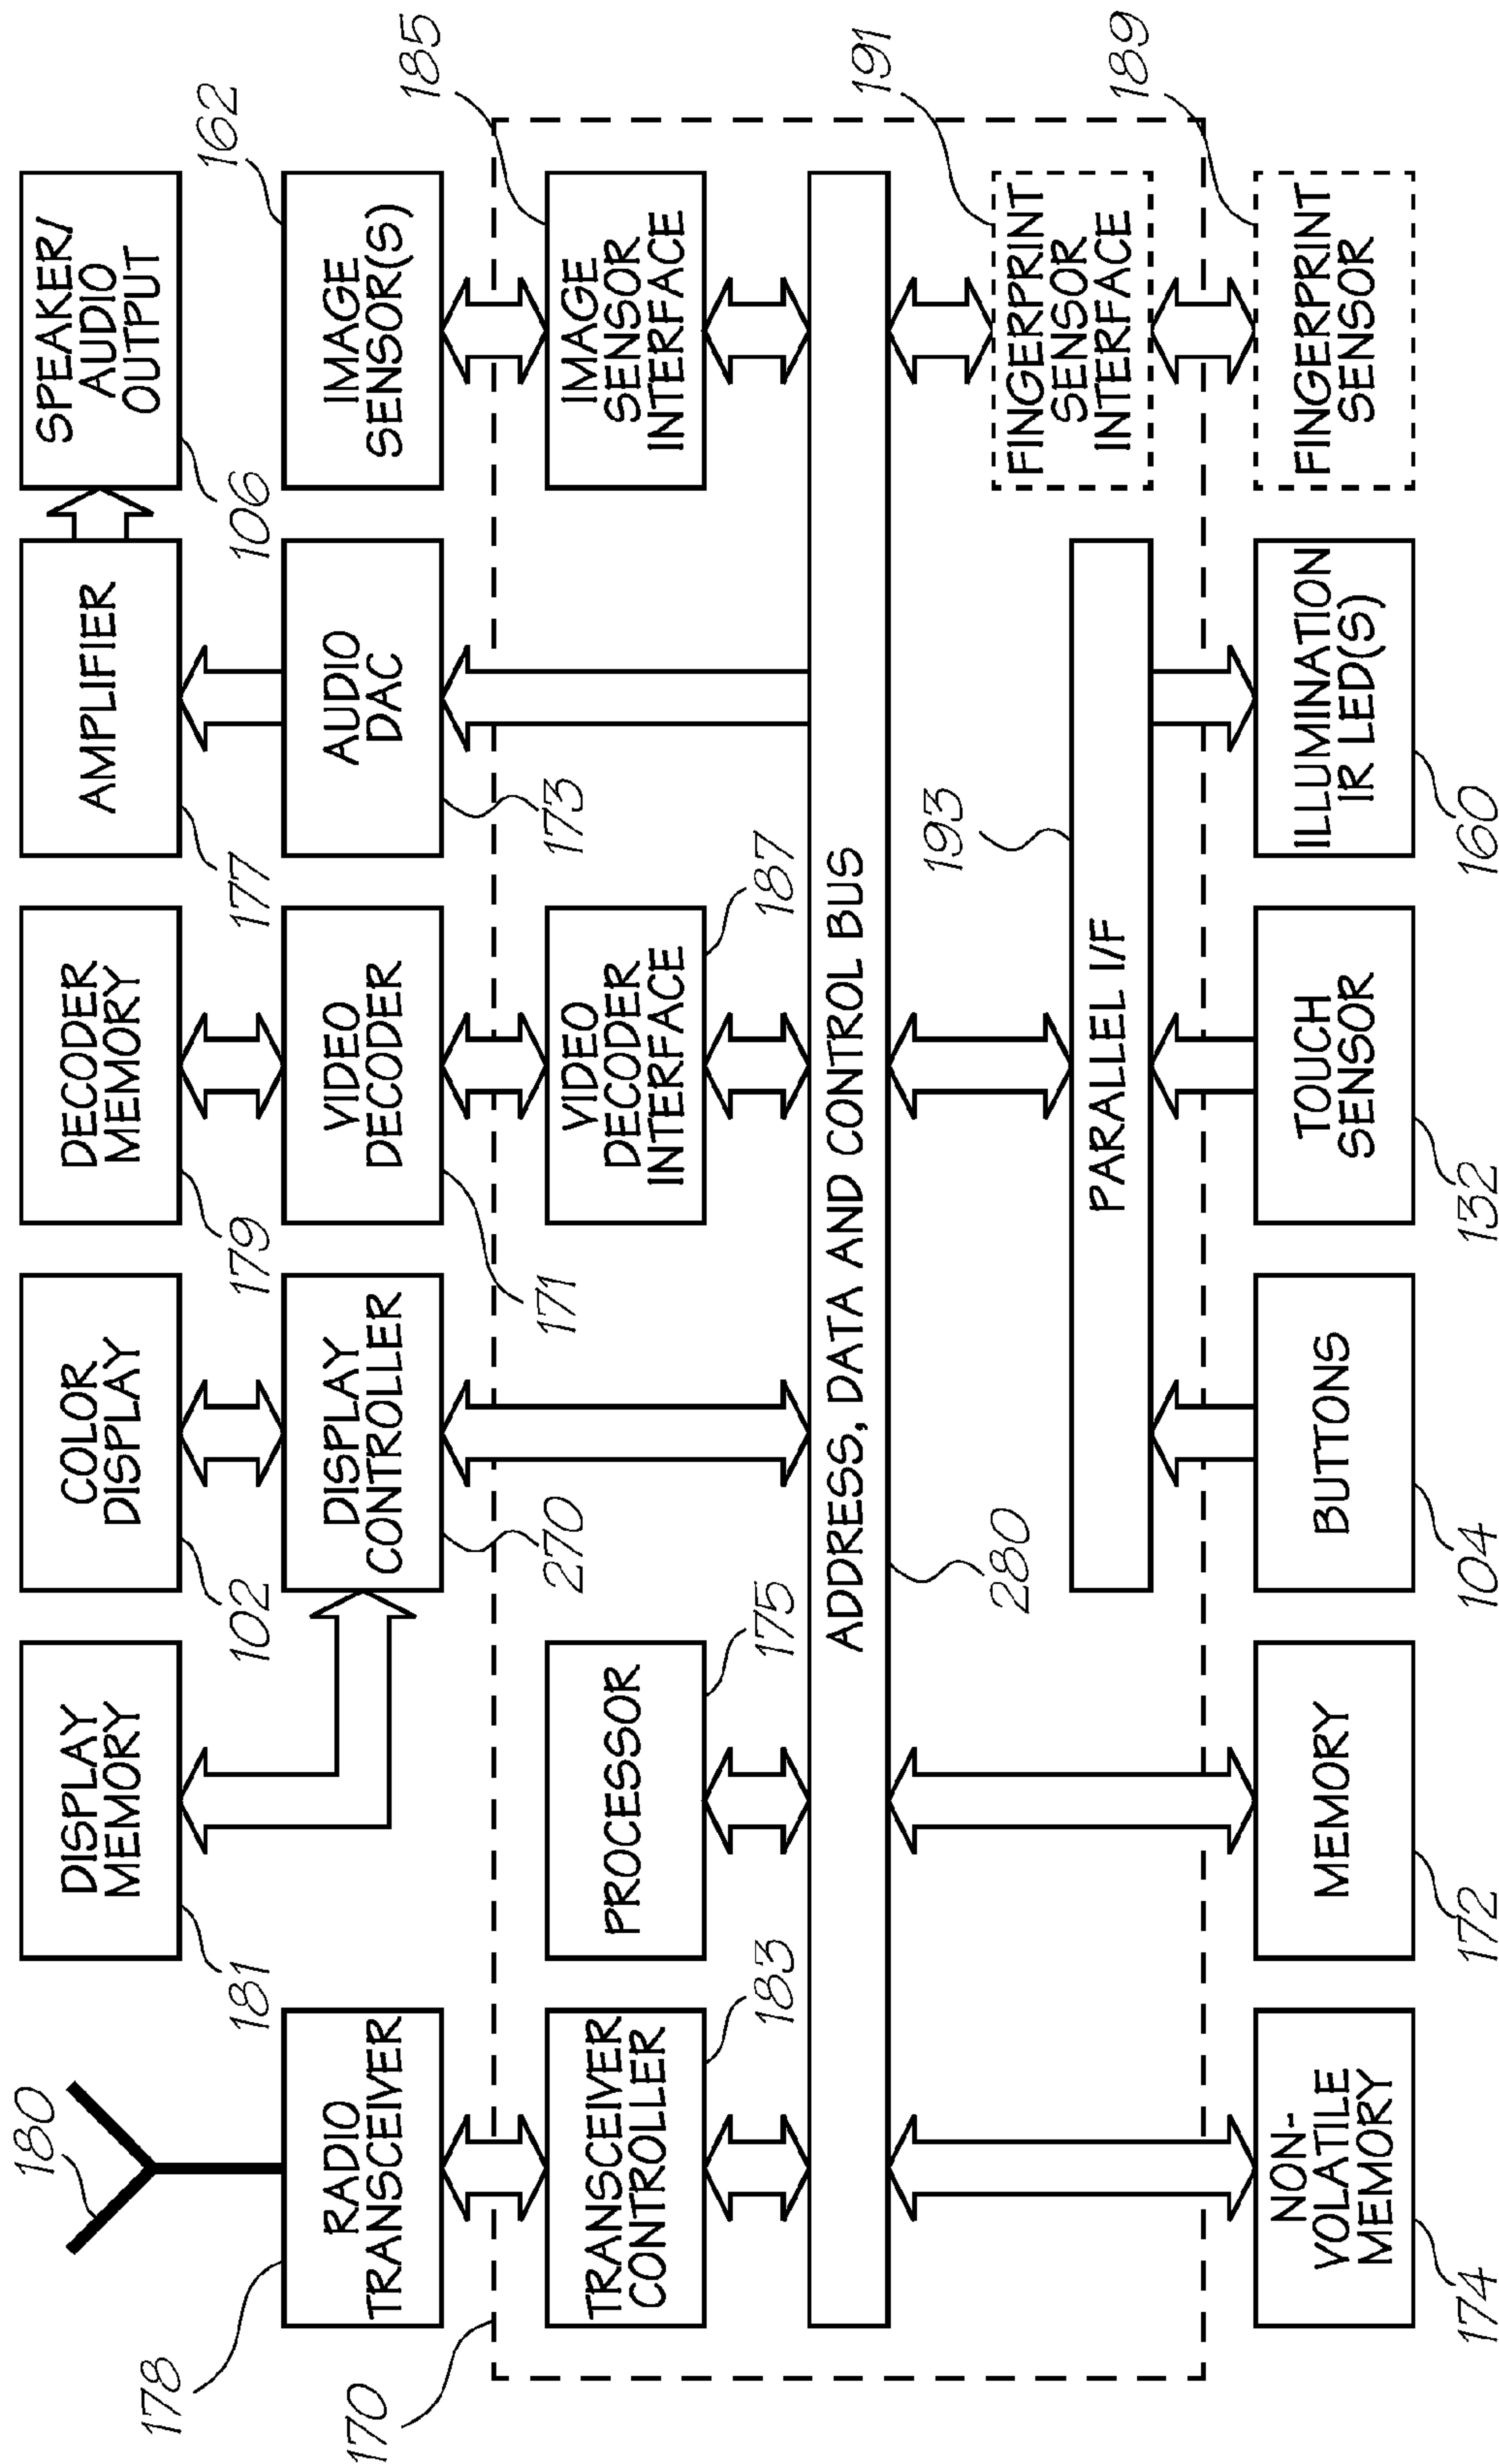 180
178
RADIO
TRANSCEIVER
DISPLAY
MEMORY
181
COLOR
DISPLAY
102
DECODER
MEMORY
179
AMPLIFIER
177
SPEAKER/
AUDIO
OUTPUT
106
DISPLAY
CONTROLLER
270
VIDEO
DECODER
171
AUDIO
DAC
173
IMAGE
SENSOR(S)
162
170
TRANSCEIVER
CONTROLLER
183
PROCESSOR
175
VIDEO
DECODER
INTERFACE
187
IMAGE
SENSOR
INTERFACE
185
ADDRESS, DATA AND CONTROL BUS
280
PARALLEL I/F
193
FINGERPRINT
SENSOR
INTERFACE
191
NON-
VOLATILE
MEMORY
174
MEMORY
172
BUTTONS
104
TOUCH
SENSOR
132
ILLUMINATION
IR LED(S)
160
FINGERPRINT
SENSOR
189